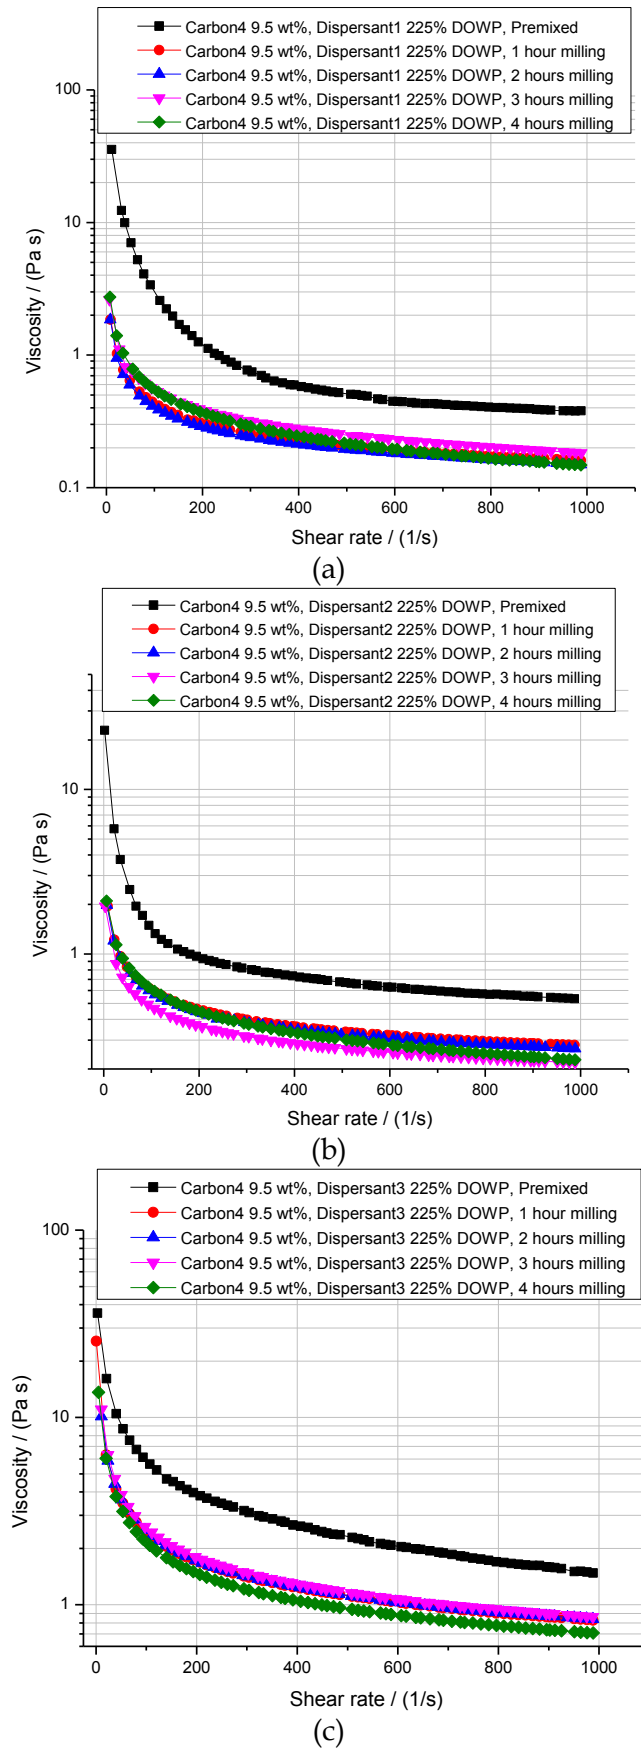 Carbon4 9.5 wt%, Dispersant1 225% DOWP, Premixed
Carbon4 9.5 wt%, Dispersant1 225% DOWP, 1 hour milling
Carbon4 9.5 wt%, Dispersant1 225% DOWP, 2 hours milling
Carbon4 9.5 wt%, Dispersant1 225% DOWP, 3 hours milling
Carbon4 9.5 wt%, Dispersant1 225% DOWP, 4 hours milling
100
10
1
0.1
Viscosity / (Pa s)
0 200 400 600 800 1000
Shear rate / (1/s)
(a)
Carbon4 9.5 wt%, Dispersant2 225% DOWP, Premixed
Carbon4 9.5 wt%, Dispersant2 225% DOWP, 1 hour milling
Carbon4 9.5 wt%, Dispersant2 225% DOWP, 2 hours milling
Carbon4 9.5 wt%, Dispersant2 225% DOWP, 3 hours milling
Carbon4 9.5 wt%, Dispersant2 225% DOWP, 4 hours milling
10
1
Viscosity / (Pa s)
0 200 400 600 800 1000
Shear rate / (1/s)
(b)
Carbon4 9.5 wt%, Dispersant3 225% DOWP, Premixed
Carbon4 9.5 wt%, Dispersant3 225% DOWP, 1 hour milling
Carbon4 9.5 wt%, Dispersant3 225% DOWP, 2 hours milling
Carbon4 9.5 wt%, Dispersant3 225% DOWP, 3 hours milling
Carbon4 9.5 wt%, Dispersant3 225% DOWP, 4 hours milling
100
10
1
Viscosity / (Pa s)
0 200 400 600 800 1000
Shear rate / (1/s)
(c)